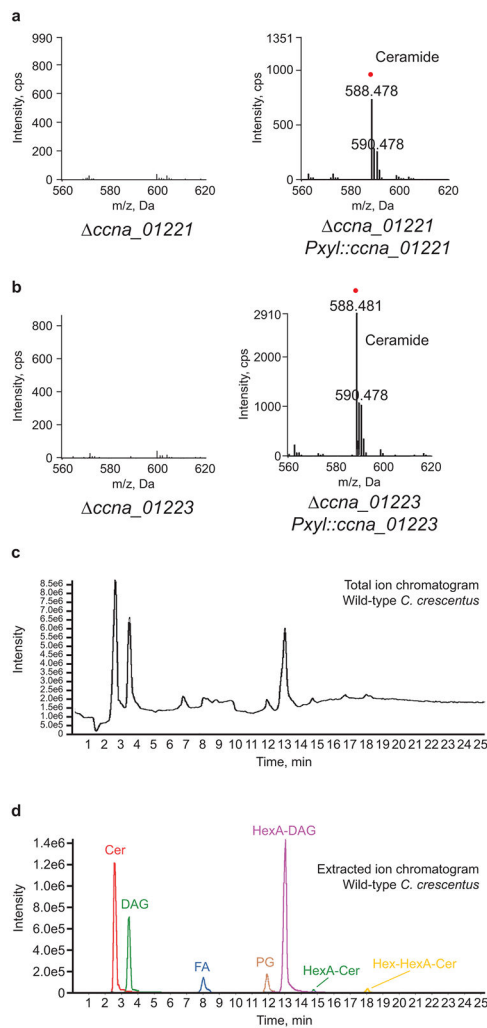 a
990
800
600
400
200
0
Intensity, cps
560 580 600 620
m/z, Da
Δccna_01221
1351
1000
500
0
Intensity, cps
Ceramide
588.478
590.478
560 580 600 620
m/z, Da
Δccna_01221
Pxyl::ccna_01221
b
800
600
400
200
0
Intensity, cps
560 580 600 620
m/z, Da
Δccna_01223
2910
2000
1000
0
Intensity, cps
588.481
Ceramide
590.478
560 580 600 620
m/z, Da
Δccna_01223
Pxyl::ccna_01223
c
Total ion chromatogram
Wild-type C. crescentus
8.5e6
8.0e6
7.5e6
7.0e6
6.5e6
6.0e6
5.5e6
5.0e6
4.5e6
4.0e6
3.5e6
3.0e6
2.5e6
2.0e6
1.5e6
1.0e6
5.0e5
0
Intensity
1 2 3 4 5 6 7 8 9 10 11 12 13 14 15 16 17 18 19 20 21 22 23 24 25
Time, min
d
Extracted ion chromatogram
Wild-type C. crescentus
1.4e6
1.2e6
1.0e6
8.0e5
6.0e5
4.0e5
2.0e5
0
Intensity
Cer
DAG
FA
PG
HexA-DAG
HexA-Cer
Hex-HexA-Cer
1 2 3 4 5 6 7 8 9 10 11 12 13 14 15 16 17 18 19 20 21 22 23 24 25
Time, min